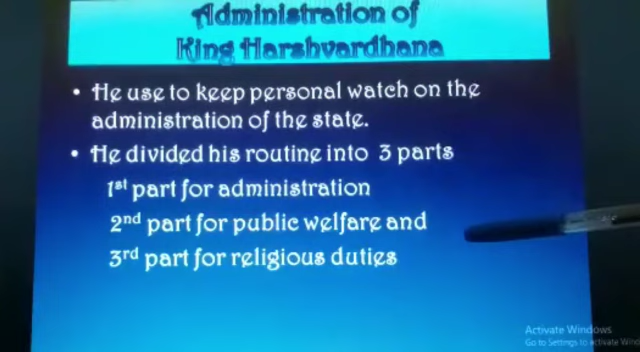 Administration of
King Harshvardhana
• He use to keep personal watch on the
administration of the state.
• He divided his routine into 3 parts
1st part for administration
2nd part for public welfare and
3rd part for religious duties
Activate Windows
Go to Settings to activate Wind